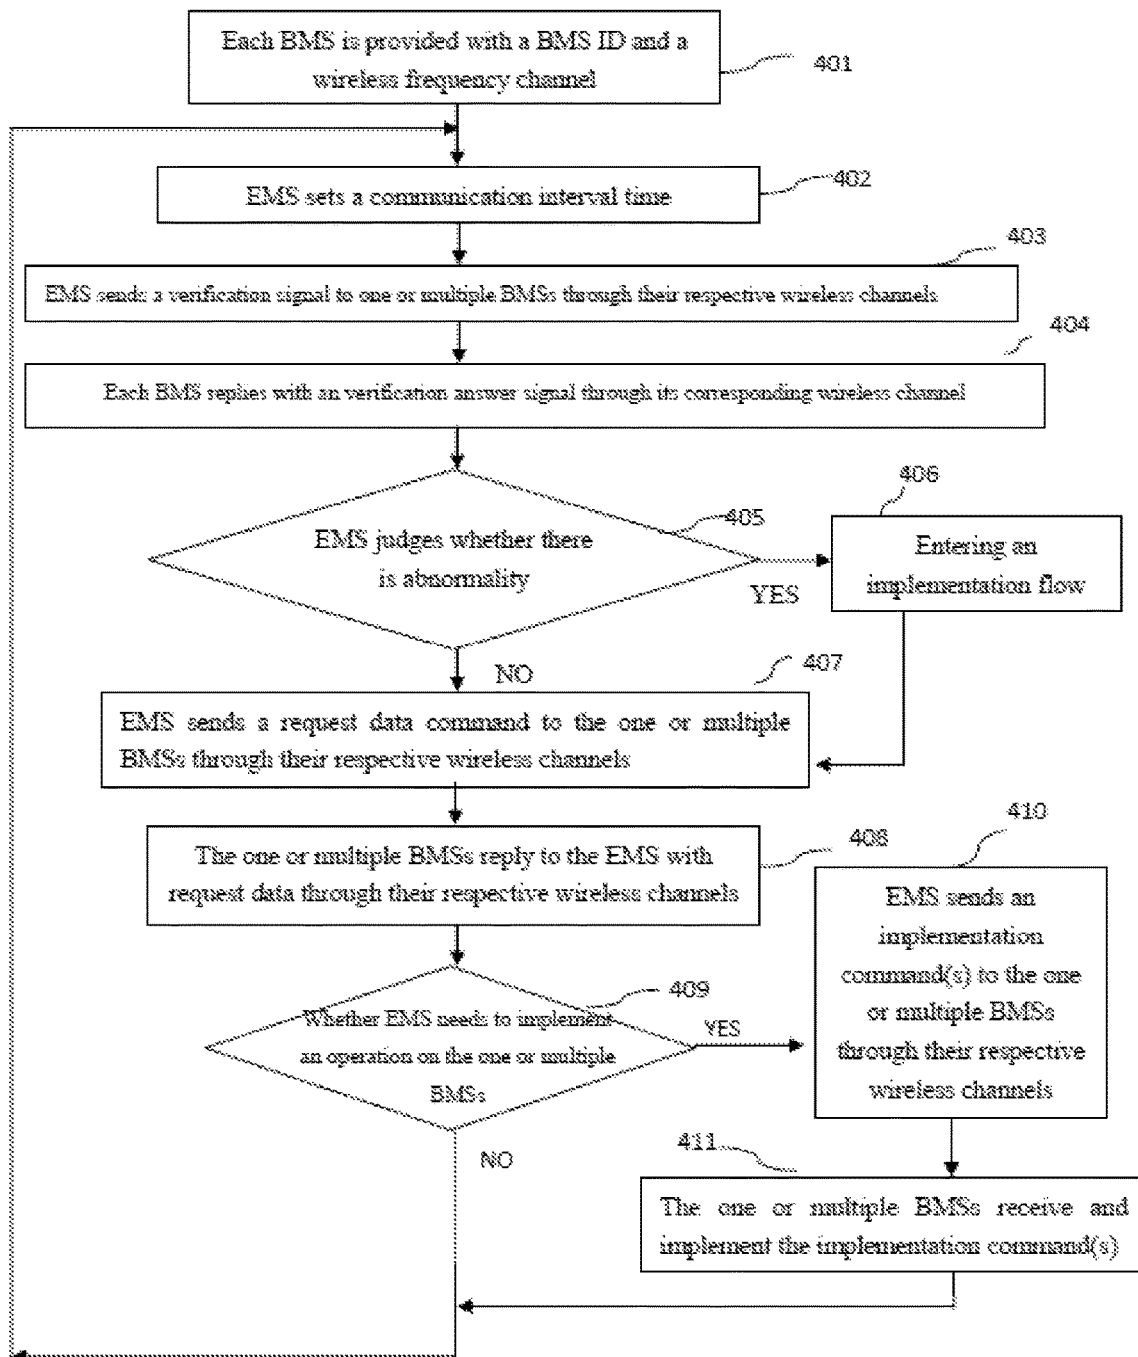 Each BMS is provided with a BMS ID and a
wireless frequency channel
401
EMS sets a communication interval time
402
403
EMS sends a verification signal to one or multiple BMSs through their respective wireless channels
404
Each BMS replies with an verification answer signal through its corresponding wireless channel
405
EMS judges whether there
is abnormality
YES
406
Entering an
implementation flow
NO
407
EMS sends a request data command to the one or multiple
BMSs through their respective wireless channels
408
The one or multiple BMSs reply to the EMS with
request data through their respective wireless channels
409
Whether EMS needs to implement
an operation on the one or multiple
BMSs
YES
410
EMS sends an
implementation
command(s) to the one
or multiple BMSs
through their respective
wireless channels
NO
411
The one or multiple BMSs receive and
implement the implementation command(s)